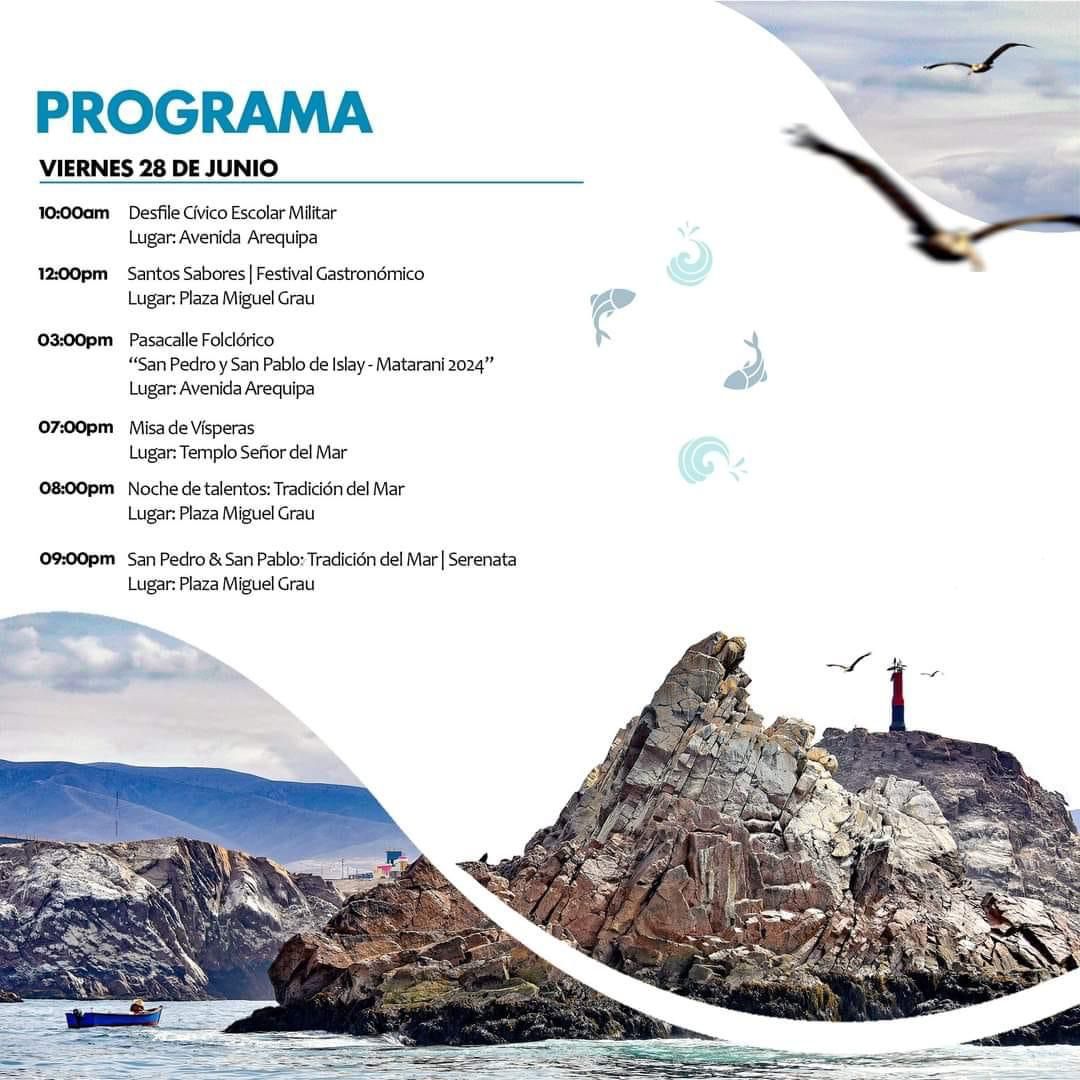 PROGRAMA
VIERNES 28 DE JUNIO
10:00am Desfile Cívico Escolar Militar
Lugar: Avenida Arequipa
12:00pm Santos Sabores | Festival Gastronómico
Lugar: Plaza Miguel Grau
03:00pm Pasacalle Folclórico
“San Pedro y San Pablo de Islay - Matarani 2024”
Lugar: Avenida Arequipa
07:00pm Misa de Vísperas
Lugar: Templo Señor del Mar
08:00pm Noche de talentos: Tradición del Mar
Lugar: Plaza Miguel Grau
09:00pm San Pedro & San Pablo: Tradición del Mar | Serenata
Lugar: Plaza Miguel Grau